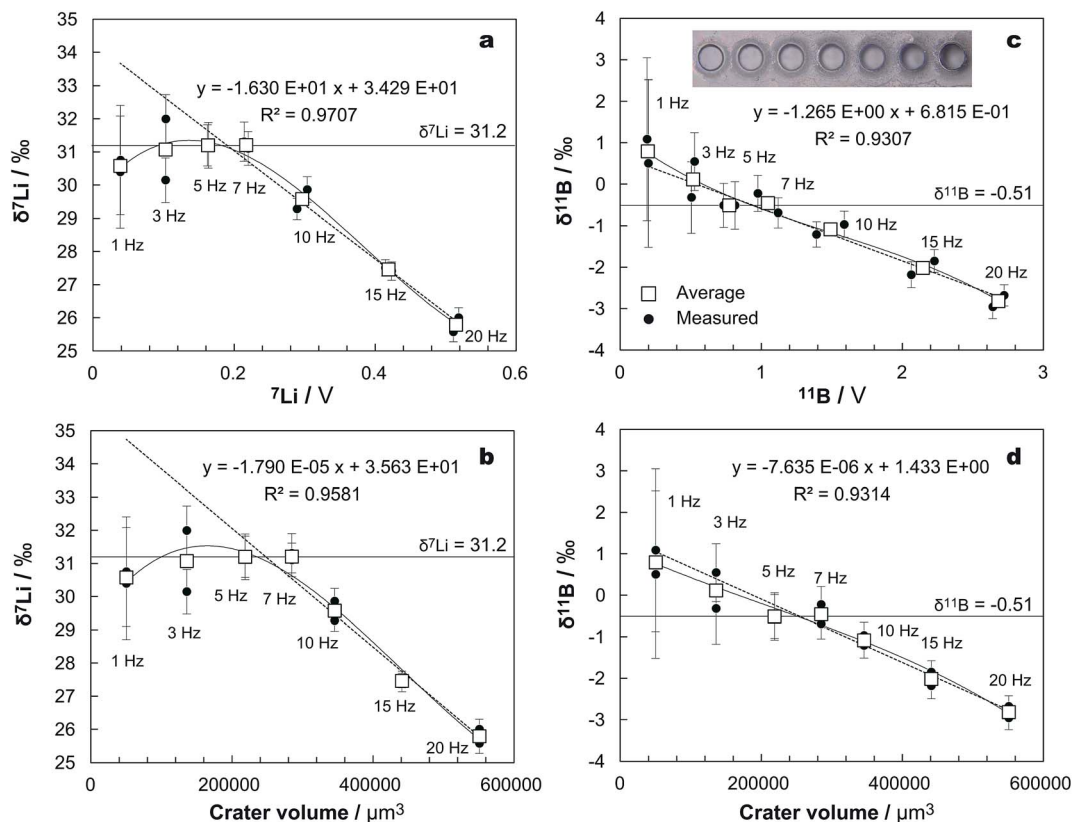 a
y = -1.630 E+01 x + 3.429 E+01
R² = 0.9707
δ⁷Li = 31.2
1 Hz
3 Hz
5 Hz
7 Hz
10 Hz
15 Hz
20 Hz
35
34
33
32
31
30
29
28
27
26
25
δ⁷Li / ‰
0
0.2
0.4
0.6
⁷Li / V
c
y = -1.265 E+00 x + 6.815 E-01
R² = 0.9307
δ¹¹B = -0.51
1 Hz
3 Hz
5 Hz
7 Hz
10 Hz
15 Hz
20 Hz
Average
Measured
4
3
2
1
0
-1
-2
-3
-4
δ¹¹B / ‰
0
1
2
3
¹¹B / V
b
y = -1.790 E-05 x + 3.563 E+01
R² = 0.9581
δ⁷Li = 31.2
1 Hz
3 Hz
5 Hz
7 Hz
10 Hz
15 Hz
20 Hz
35
34
33
32
31
30
29
28
27
26
25
δ⁷Li / ‰
0
200000
400000
600000
Crater volume / µm³
d
y = -7.635 E-06 x + 1.433 E+00
R² = 0.9314
δ¹¹B = -0.51
1 Hz
3 Hz
5 Hz
7 Hz
10 Hz
15 Hz
20 Hz
4
3
2
1
0
-1
-2
-3
-4
δ¹¹B / ‰
0
200000
400000
600000
Crater volume / µm³